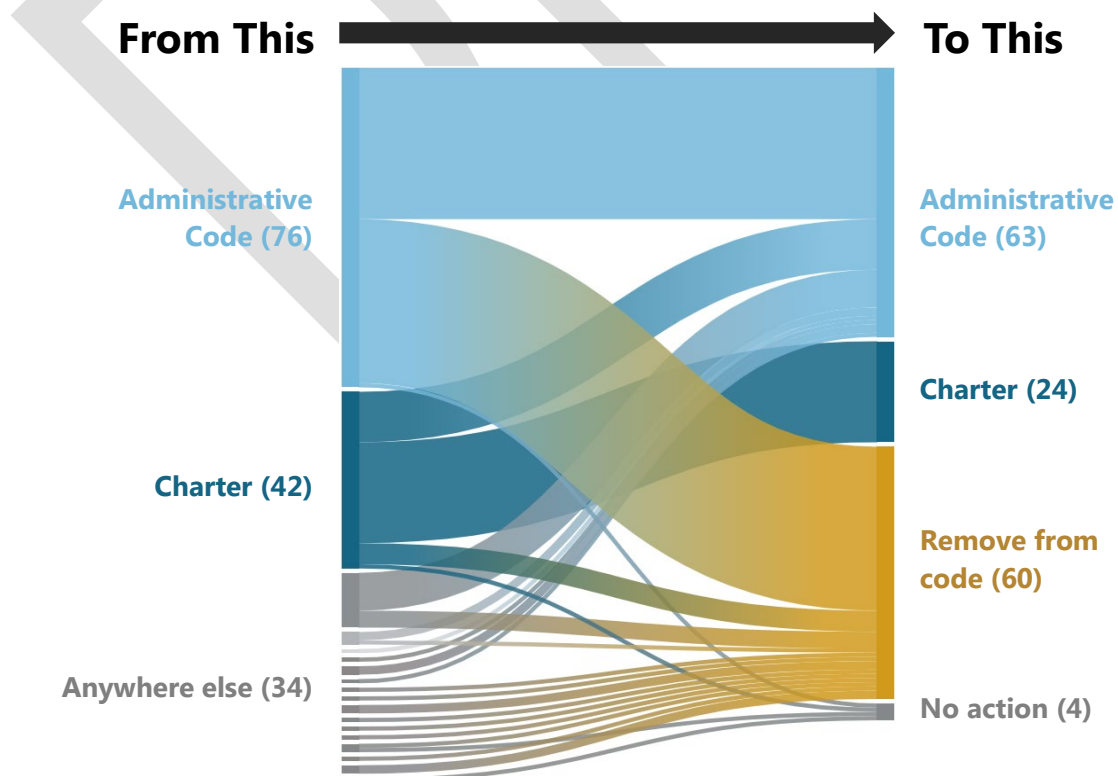 From This
To This
Administrative
Code (76)
Charter (42)
Anywhere else (34)
Administrative
Code (63)
Charter (24)
Remove from
code (60)
No action (4)